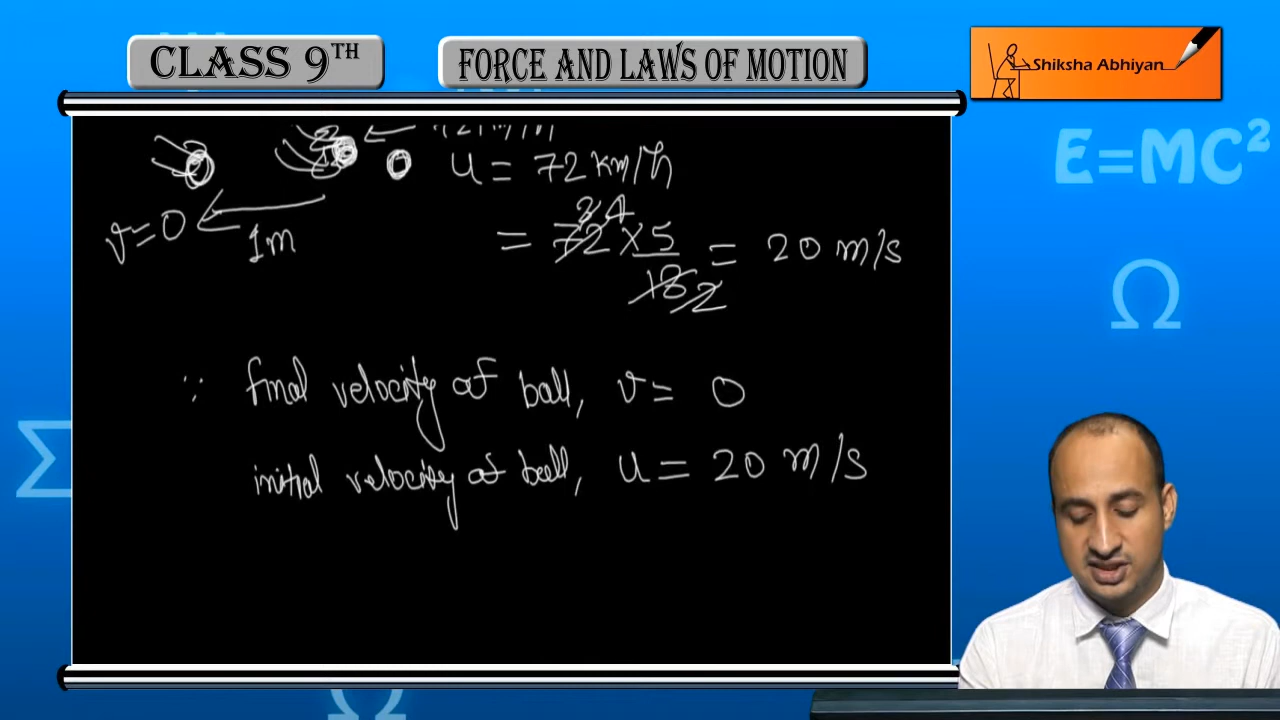 CLASS 9TH
FORCE AND LAWS OF MOTION
Shiksha Abhiyan
E=MC²
u = 72 km/h
v=0
1m
= 72 × 5 / 18 2 = 20 m/s
Ω
∵ final velocity of ball, v = 0
Σ
initial velocity of ball, u = 20 m/s
Ω